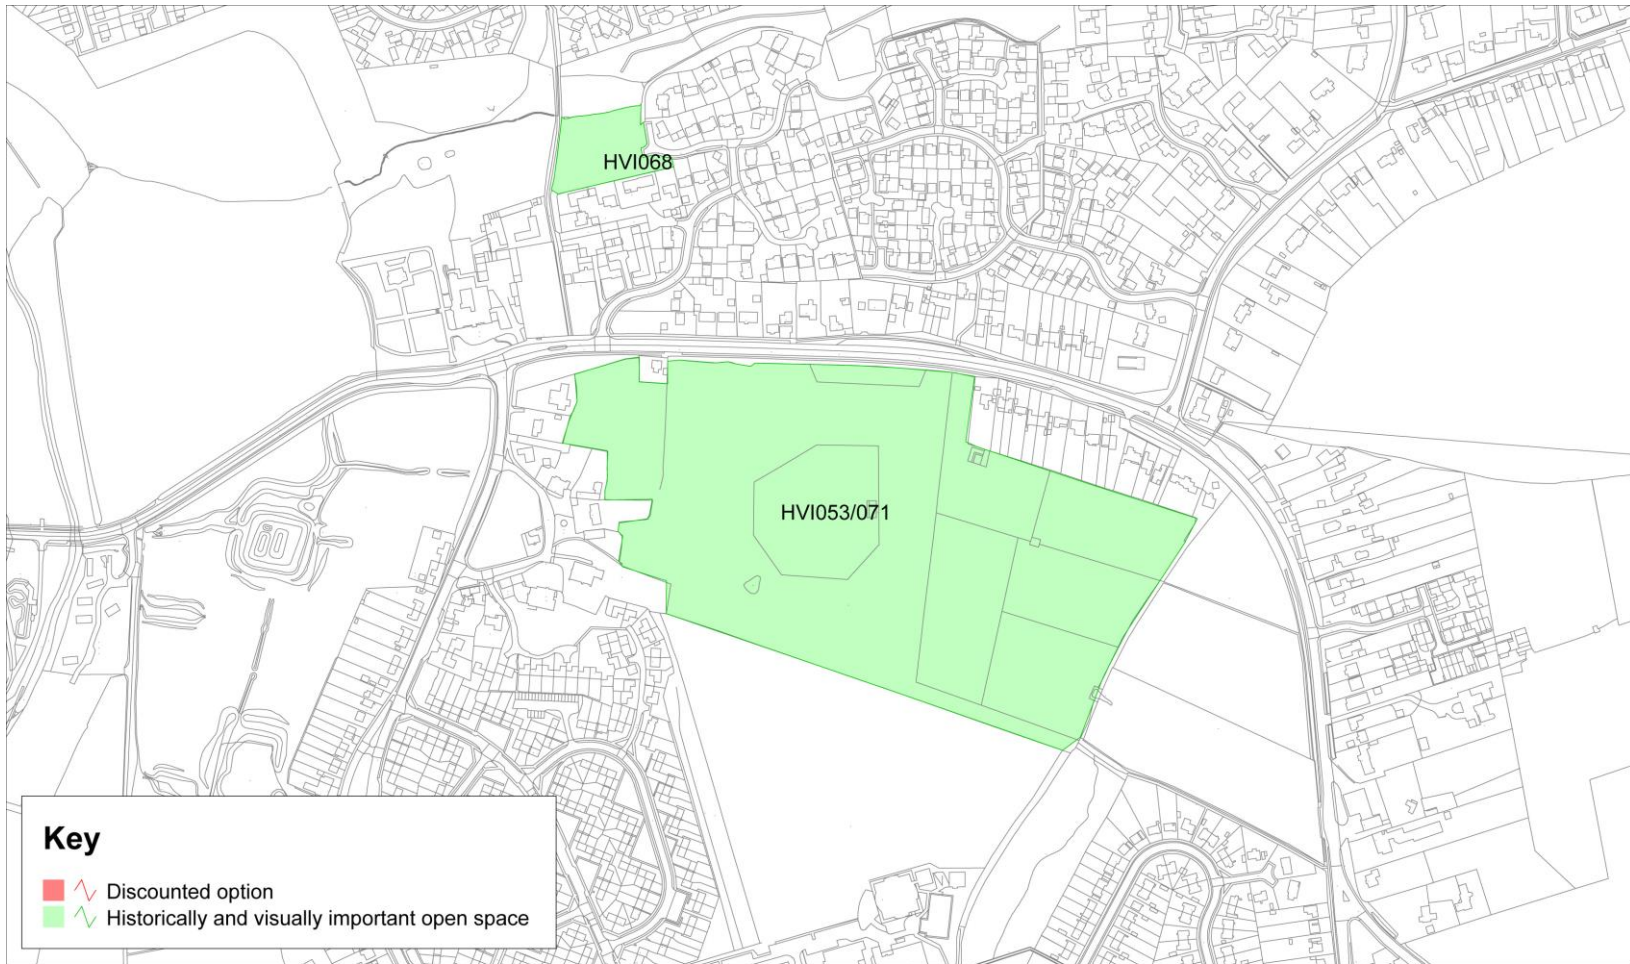 HVI068
HVI053/071
Key
Discounted option
Historically and visually important open space